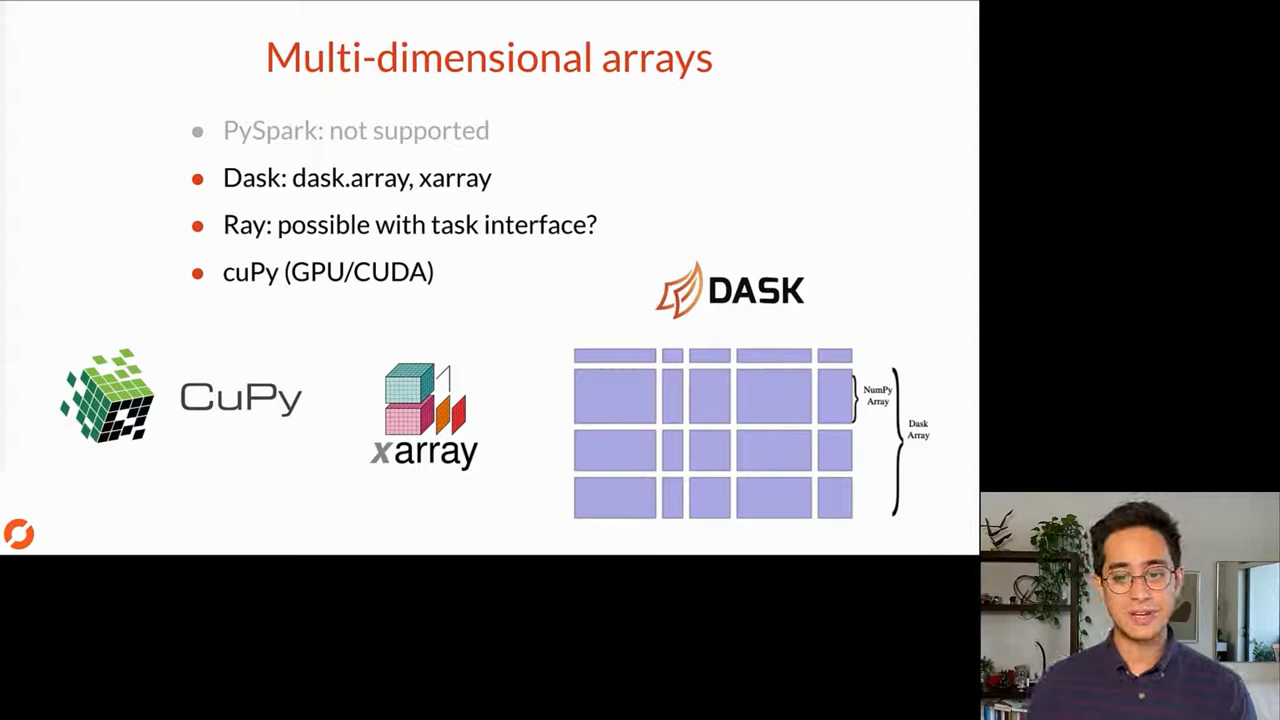 Multi-dimensional arrays
PySpark: not supported
Dask: dask.array, xarray
Ray: possible with task interface?
cuPy (GPU/CUDA)
DASK
CuPy
xarray
NumPy
Array
Dask
Array